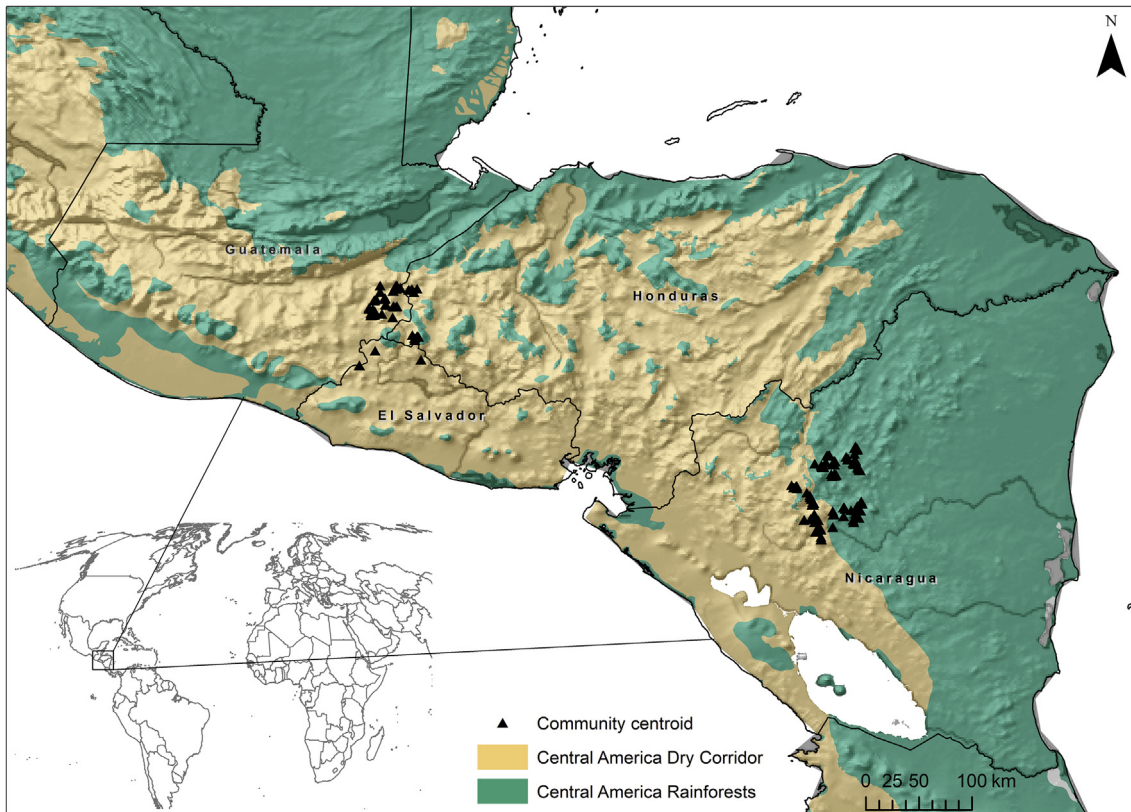 N
Guatemala
Honduras
El Salvador
Nicaragua
Community centroid
Central America Dry Corridor
Central America Rainforests
0 25 50 100 km